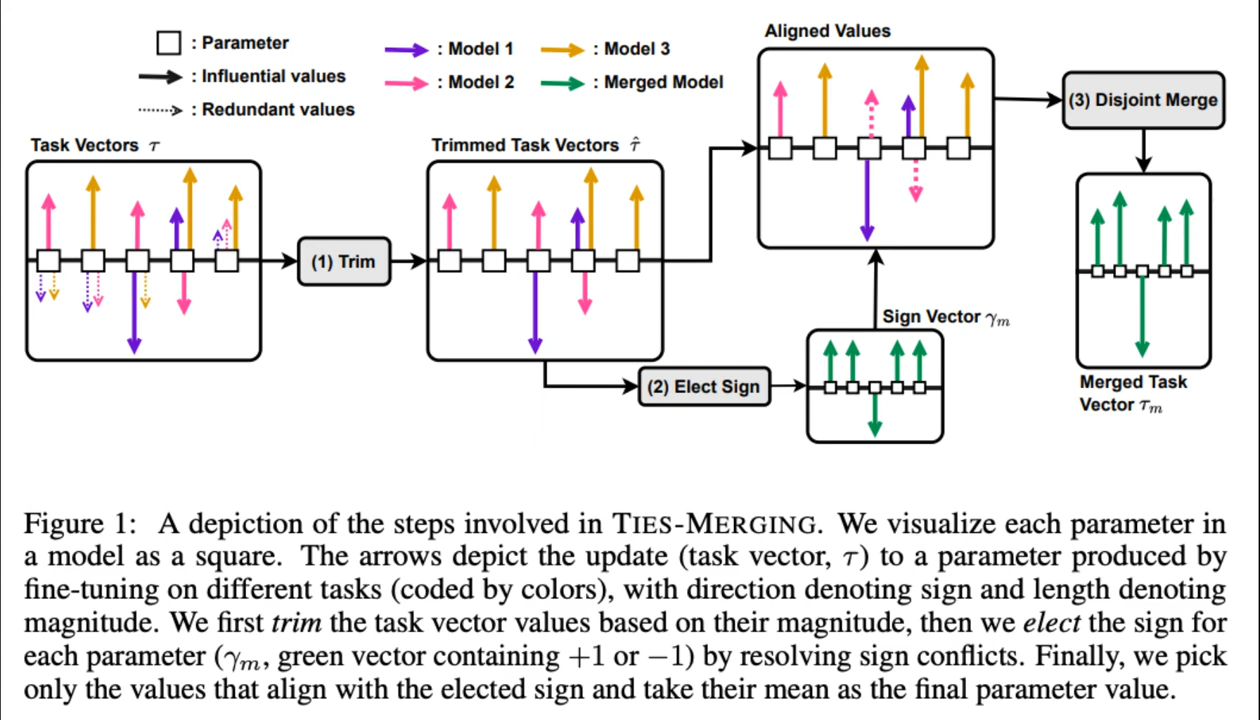 : Parameter
: Influential values
: Redundant values
: Model 1
: Model 2
: Model 3
: Merged Model
Task Vectors τ
(1) Trim
Trimmed Task Vectors τ̂
(2) Elect Sign
Sign Vector γₘ
Aligned Values
(3) Disjoint Merge
Merged Task
Vector τₘ
Figure 1: A depiction of the steps involved in TIES-MERGING. We visualize each parameter in
a model as a square. The arrows depict the update (task vector, τ) to a parameter produced by
fine-tuning on different tasks (coded by colors), with direction denoting sign and length denoting
magnitude. We first trim the task vector values based on their magnitude, then we elect the sign for
each parameter (γₘ, green vector containing +1 or −1) by resolving sign conflicts. Finally, we pick
only the values that align with the elected sign and take their mean as the final parameter value.